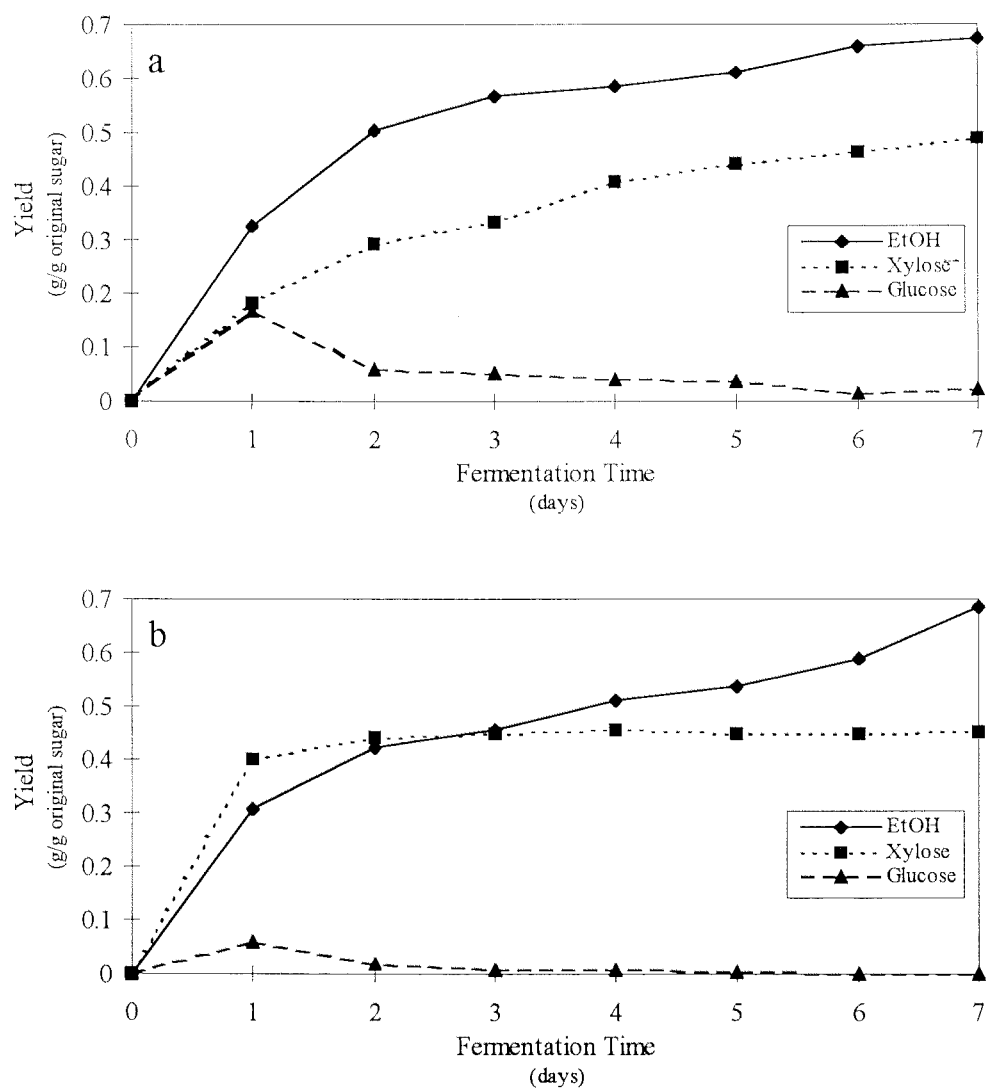 a
0.7
0.6
0.5
0.4
0.3
0.2
0.1
0
Yield
(g/g original sugar)
EtOH
Xylose
Glucose
0 1 2 3 4 5 6 7
Fermentation Time
(days)
b
0.7
0.6
0.5
0.4
0.3
0.2
0.1
0
Yield
(g/g original sugar)
EtOH
Xylose
Glucose
0 1 2 3 4 5 6 7
Fermentation Time
(days)